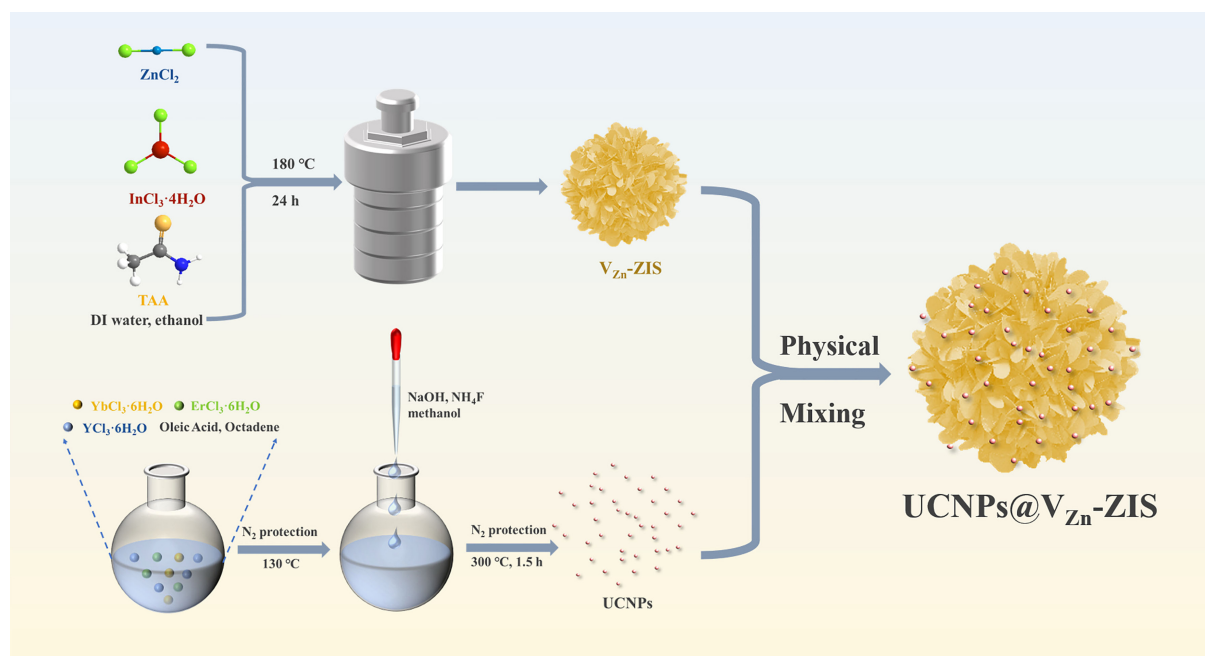 ZnCl₂
InCl₃·4H₂O
TAA
DI water, ethanol
180 °C
24 h
V_Zn-ZIS
YbCl₃·6H₂O ErCl₃·6H₂O
YCl₃·6H₂O Oleic Acid, Octadene
N₂ protection
130 °C
NaOH, NH₄F
methanol
N₂ protection
300 °C, 1.5 h
UCNPs
Physical
Mixing
UCNPs@V_Zn-ZIS